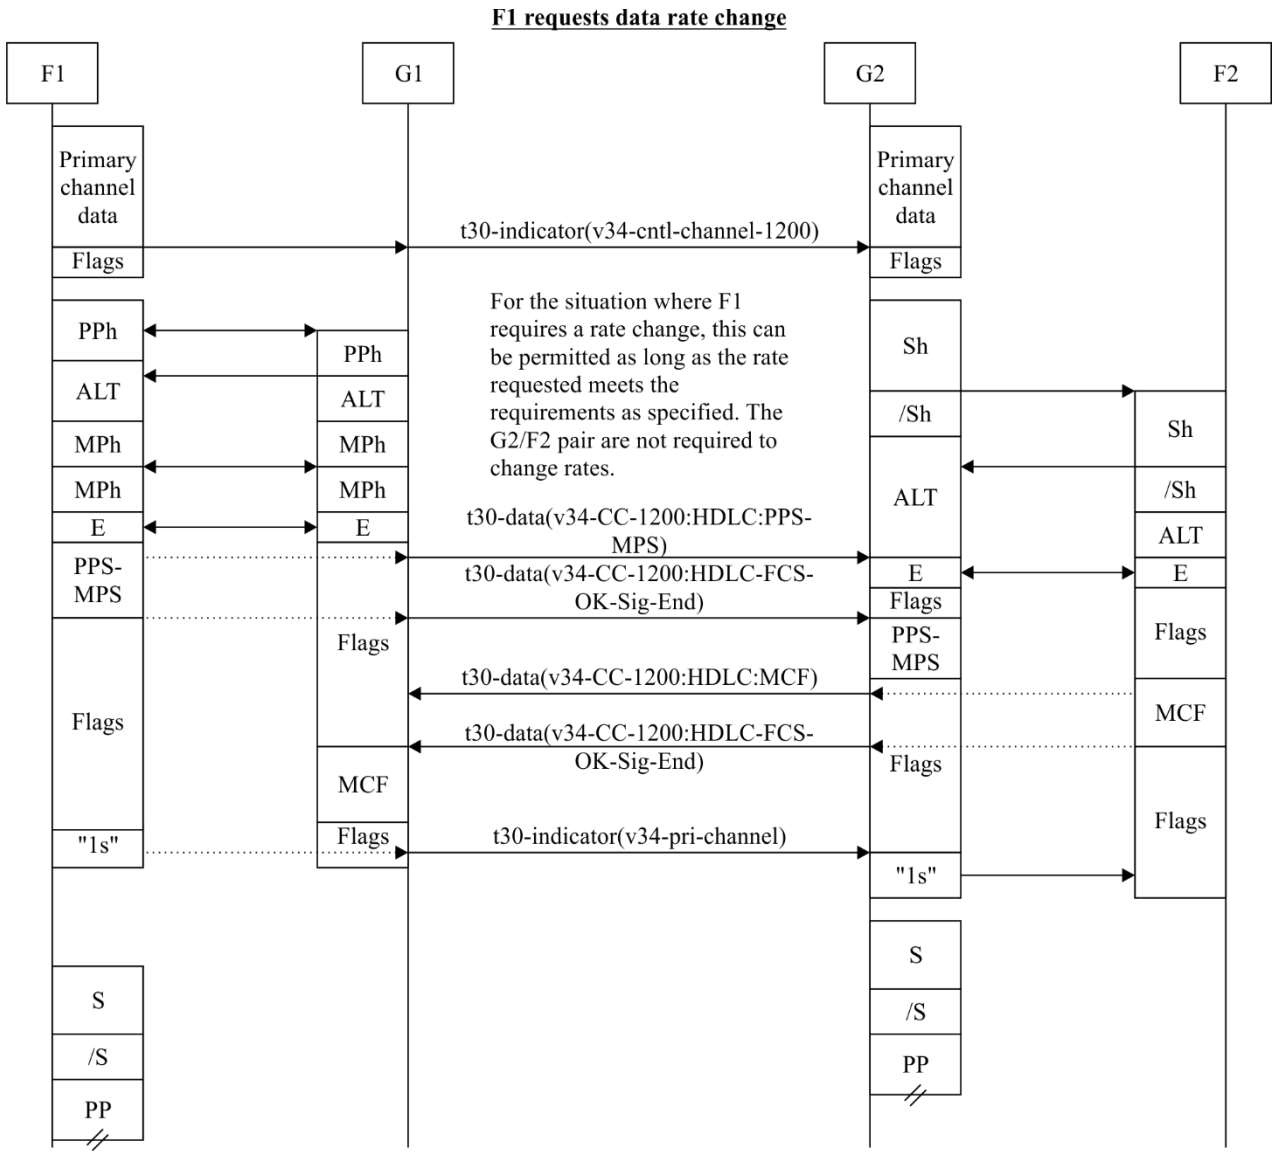 F1 requests data rate change
F1
G1
G2
F2
Primary
channel
data
Flags
PPh
ALT
MPh
MPh
E
PPS-
MPS
Flags
"1s"
S
/S
PP
PPh
ALT
MPh
MPh
E
Flags
MCF
Flags
t30-indicator(v34-cntl-channel-1200)
For the situation where F1
requires a rate change, this can
be permitted as long as the rate
requested meets the
requirements as specified. The
G2/F2 pair are not required to
change rates.
t30-data(v34-CC-1200:HDLC:PPS-
MPS)
t30-data(v34-CC-1200:HDLC-FCS-
OK-Sig-End)
t30-data(v34-CC-1200:HDLC:MCF)
t30-data(v34-CC-1200:HDLC-FCS-
OK-Sig-End)
t30-indicator(v34-pri-channel)
Primary
channel
data
Flags
Sh
/Sh
ALT
E
Flags
PPS-
MPS
Flags
"1s"
S
/S
PP
Sh
/Sh
ALT
E
Flags
MCF
Flags